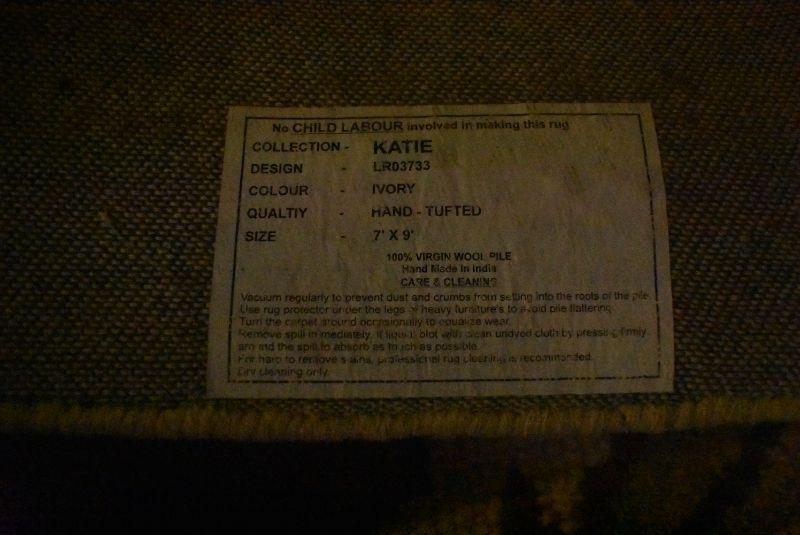 No CHILD LABOUR involved in making this rug
COLLECTION - KATIE
DESIGN - LR03733
COLOUR - IVORY
QUALTIY - HAND - TUFTED
SIZE - 7' X 9'
100% VIRGIN WOOL PILE
Hand Made In India
CARE & CLEANING
Vacuum regularly to prevent dust and crumbs from setling into the roots of the pile
Use rug protector under the legs of heavy furniture's to avoid pile flattering
Turn the carpet around occasionally to equalize wear.
Remove spill immediately. If liquid blot with clean undyed cloth by pressing firmly
around the spill to absorb as much as possible.
For hard to remove stains, professional rug cleaning is recommended.
Dry cleaning only.